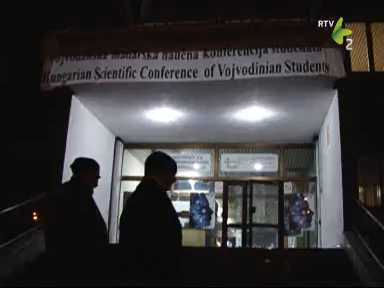 RTV
2
Vojvođanska mađarska naučna konferencija studenata
Hungarian Scientific Conference of Vojvodinian Students